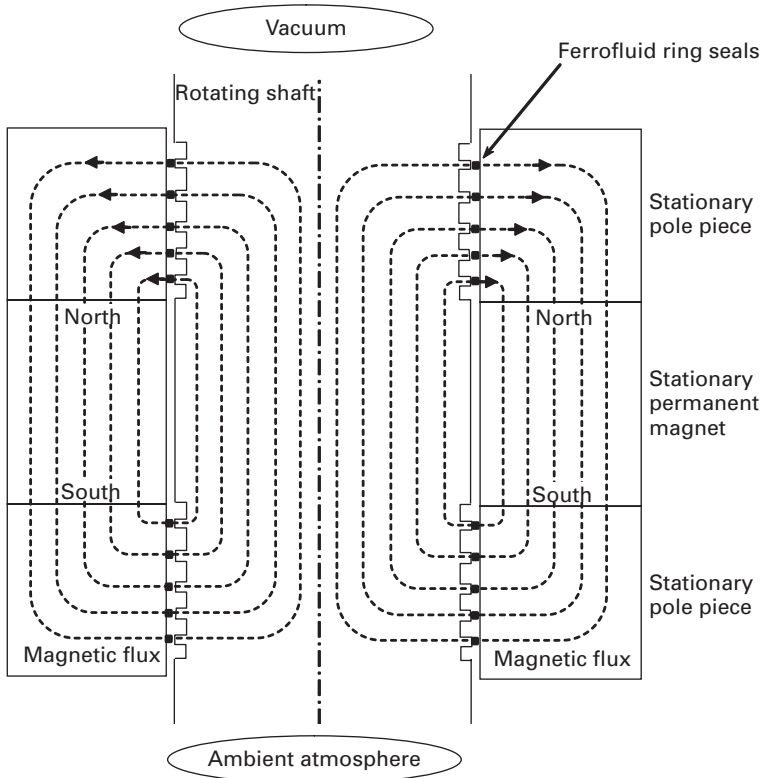 Vacuum
Ferrofluid ring seals
Rotating shaft
Stationary
pole piece
North
North
Stationary
permanent
magnet
South
South
Stationary
pole piece
Magnetic flux
Magnetic flux
Ambient atmosphere